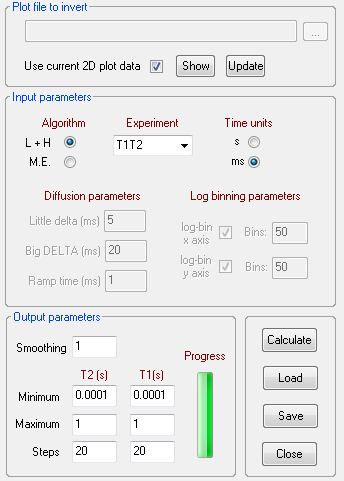 Plot file to invert
...
Use current 2D plot data Show Update
Input parameters
Algorithm Experiment Time units
L + H T1T2 s
M.E. ms
Diffusion parameters Log binning parameters
Little delta (ms) 5 log-bin x axis Bins: 50
Big DELTA (ms) 20
Ramp time (ms) 1 log-bin y axis Bins: 50
Output parameters
Smoothing 1
T2 (s) T1(s) Progress
Minimum 0.0001 0.0001
Maximum 1 1
Steps 20 20
Calculate
Load
Save
Close